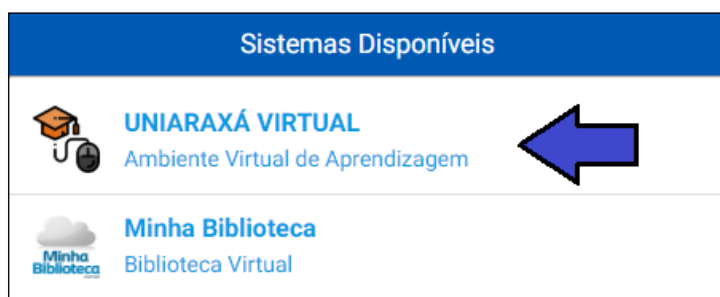 Sistemas Disponíveis
UNIARAXÁ VIRTUAL
Ambiente Virtual de Aprendizagem
Minha Biblioteca
Biblioteca Virtual
Minha
Biblioteca